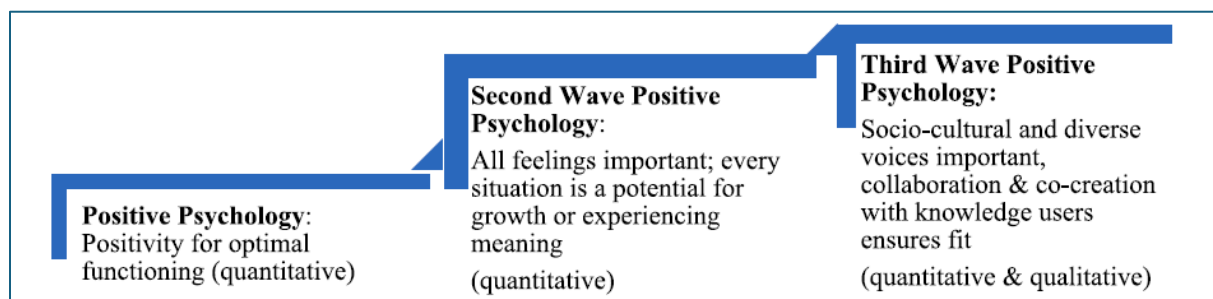 Positive Psychology:
Positivity for optimal
functioning (quantitative)
Second Wave Positive
Psychology:
All feelings important; every
situation is a potential for
growth or experiencing
meaning
(quantitative)
Third Wave Positive
Psychology:
Socio-cultural and diverse
voices important,
collaboration & co-creation
with knowledge users
ensures fit
(quantitative & qualitative)